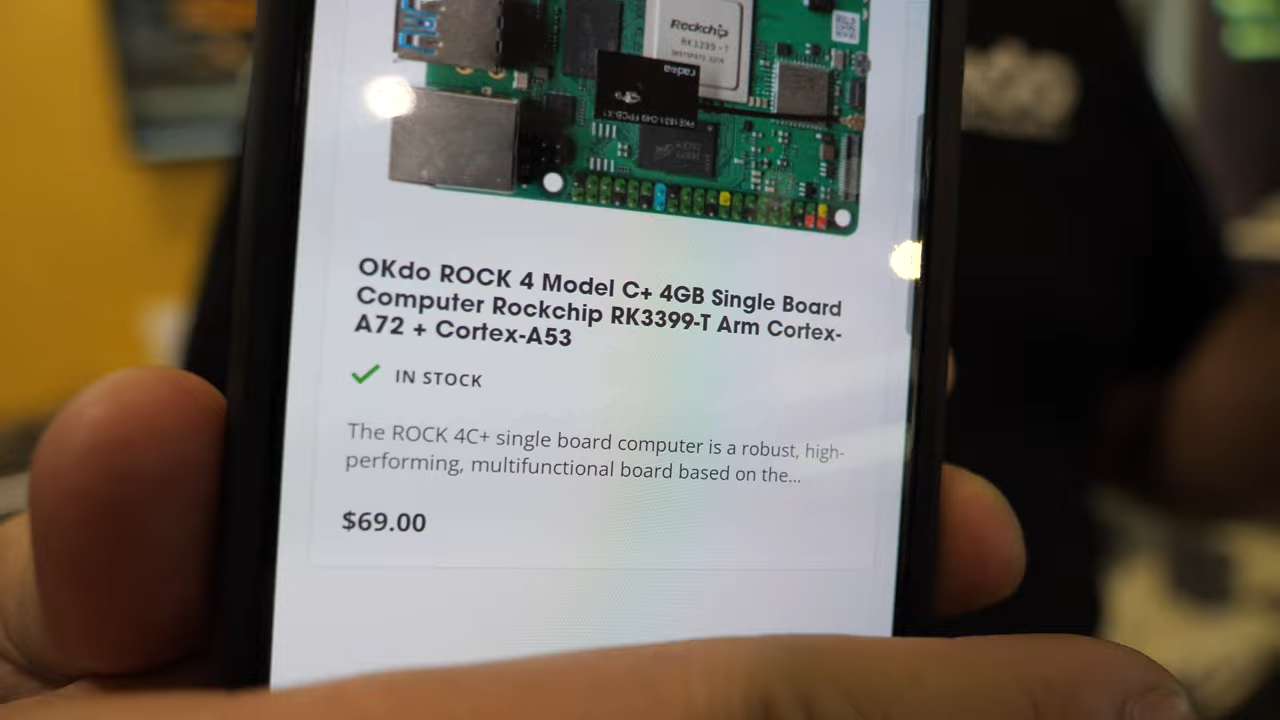 Rockchip
RK3399-T
radxa
OKdo ROCK 4 Model C+ 4GB Single Board
Computer Rockchip RK3399-T Arm Cortex-
A72 + Cortex-A53
IN STOCK
The ROCK 4C+ single board computer is a robust, high-
performing, multifunctional board based on the...
$69.00